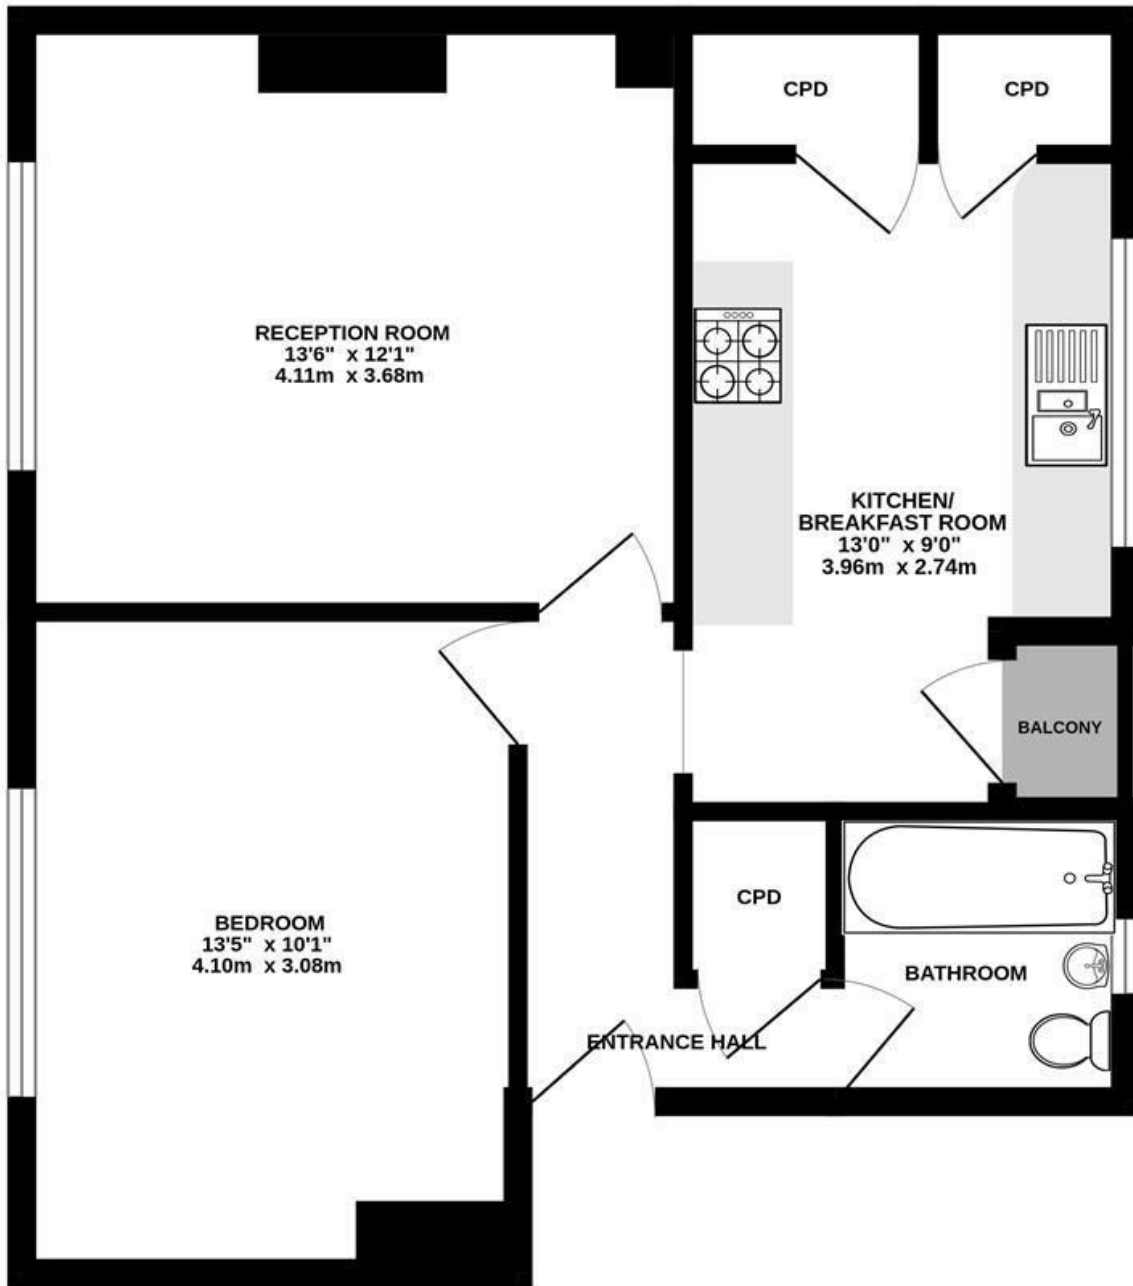 CPD
CPD
RECEPTION ROOM
13'6" x 12'1"
4.11m x 3.68m
KITCHEN/
BREAKFAST ROOM
13'0" x 9'0"
3.96m x 2.74m
BALCONY
CPD
BEDROOM
13'5" x 10'1"
4.10m x 3.08m
BATHROOM
ENTRANCE HALL